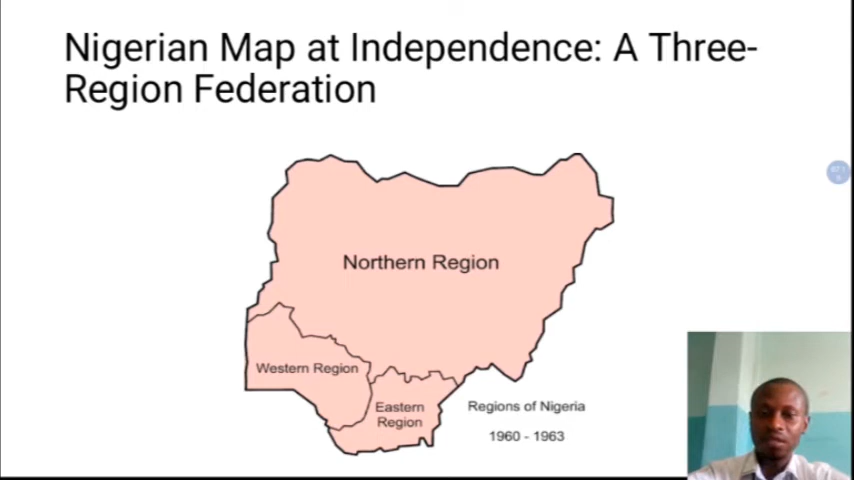 Nigerian Map at Independence: A Three-
Region Federation
Northern Region
Western Region
Eastern
Region
Regions of Nigeria
1960 - 1963